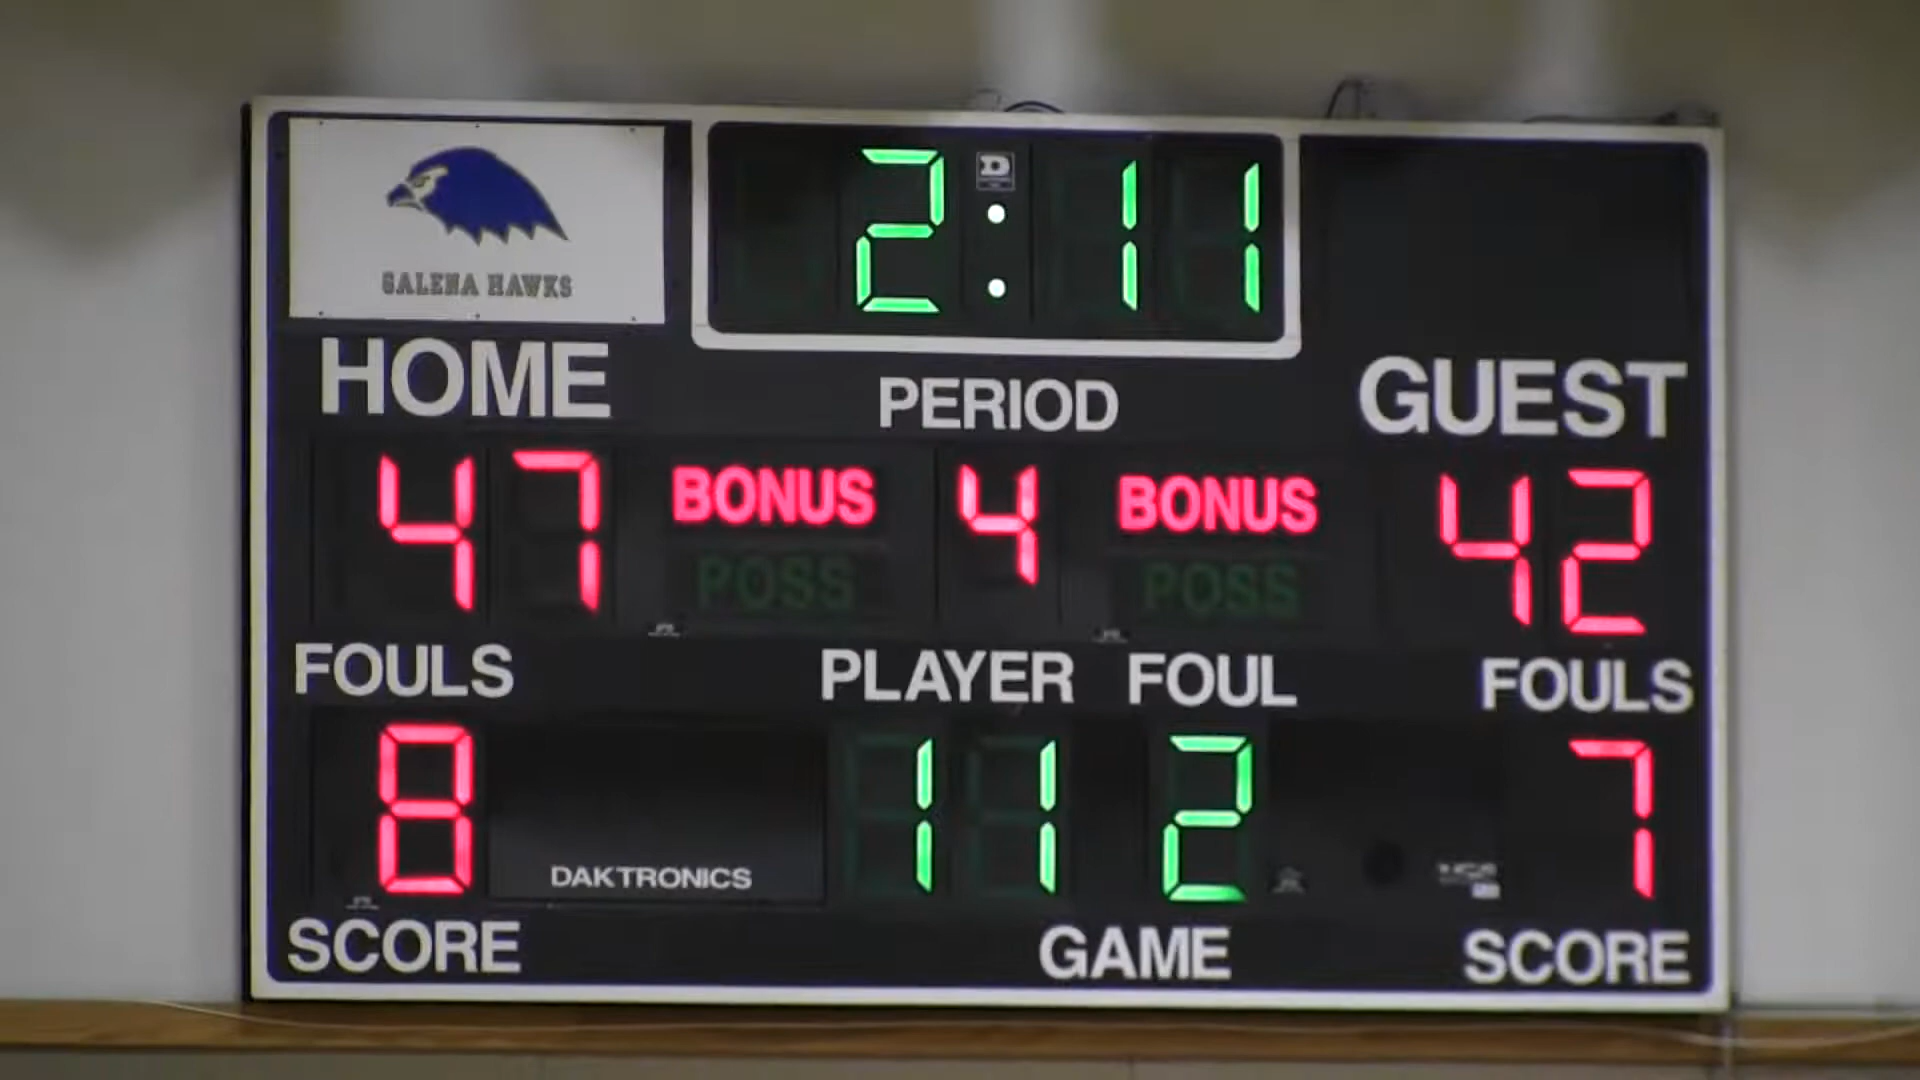 2:11
D
GALENA HAWKS
HOME
PERIOD
GUEST
47
BONUS
4
BONUS
42
POSS
POSS
FOULS
PLAYER
FOUL
FOULS
8
11
2
7
DAKTRONICS
SCORE
GAME
SCORE